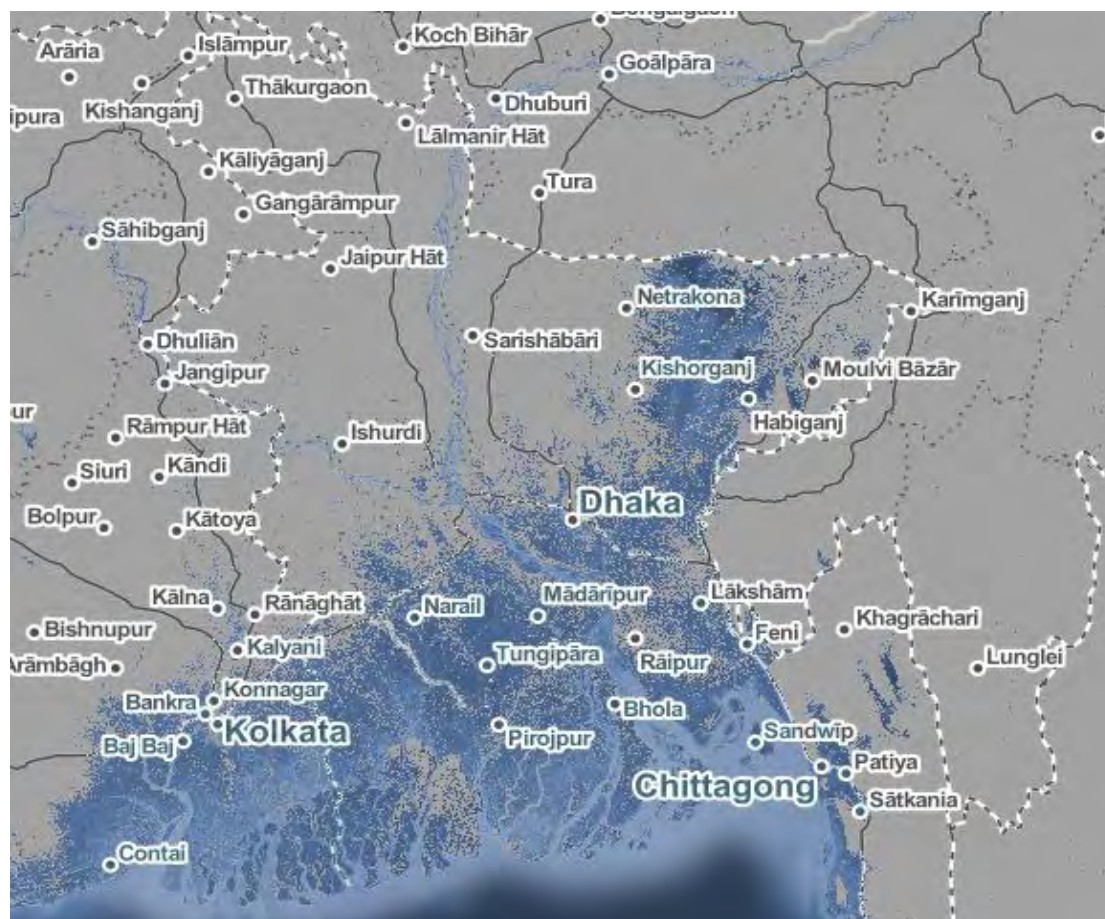 Koch Bihār
Islāmpur
Arāria
Goālpāra
Thākurgaon
Dhuburi
Kishanganj
ipura
Lālmanir Hāt
Kāliyāganj
Tura
Gangārāmpur
Sāhibganj
Jaipur Hāt
Netrakona
Karīmganj
Dhuliān
Sarishābāri
Jangipur
Kishorganj
Moulvi Bāzār
ur
Rāmpur Hāt
Ishurdi
Habiganj
Siuri
Kāndi
Dhaka
Bolpur
Kātoya
Kālna
Rānāghāt
Narail
Mādārīpur
Lākshām
Bishnupur
Kalyani
Feni
Khagrāchari
Arāmbāgh
Tungipāra
Rāipur
Lunglei
Konnagar
Bankra
Bhola
Kolkata
Baj Baj
Pirojpur
Sandwīp
Patiya
Chittagong
Sātkania
Contai